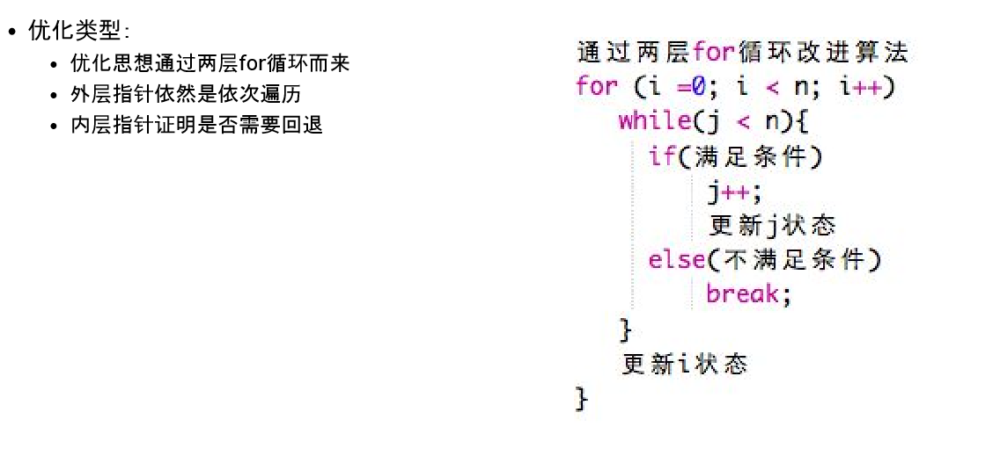 • 优化类型:
• 优化思想通过两层for循环而来
• 外层指针依然是依次遍历
• 内层指针证明是否需要回退
通过两层for循环改进算法
for (i =0; i < n; i++)
while(j < n){
if(满足条件)
j++;
更新j状态
else(不满足条件)
break;
}
更新i状态
}